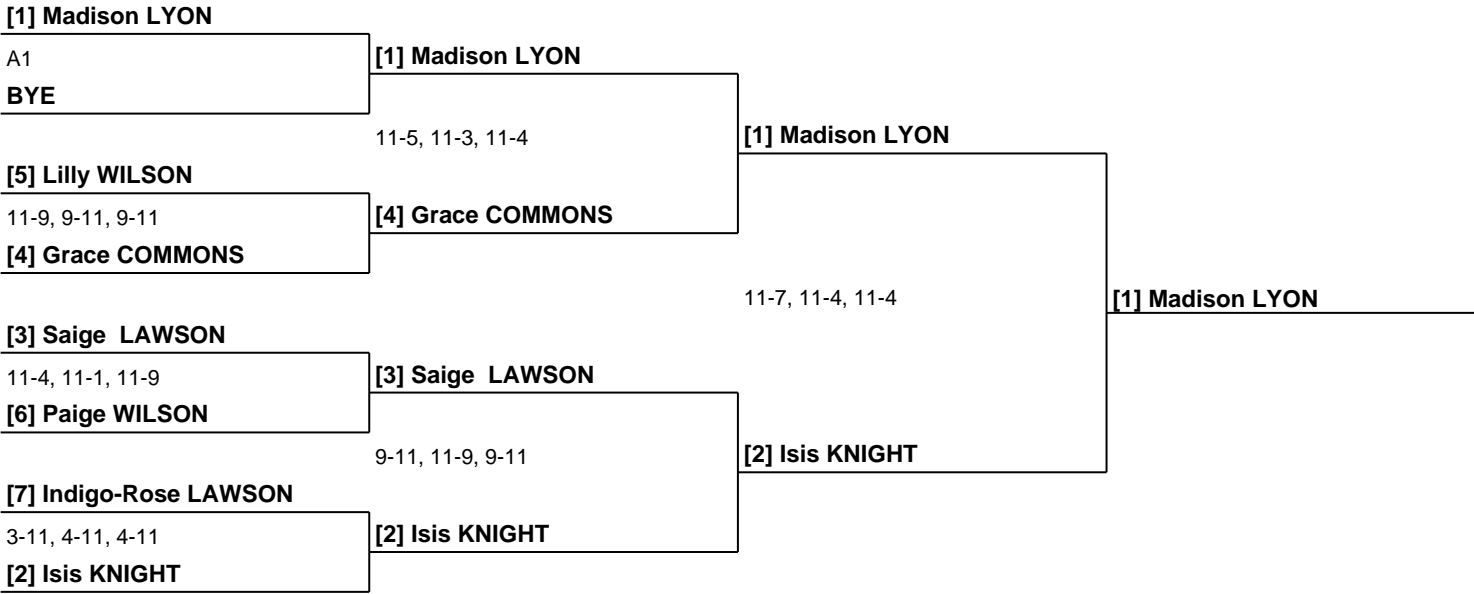 [1] Madison LYON
A1
BYE
[1] Madison LYON
11-5, 11-3, 11-4
[5] Lilly WILSON
11-9, 9-11, 9-11
[4] Grace COMMONS
[4] Grace COMMONS
[1] Madison LYON
11-7, 11-4, 11-4
[1] Madison LYON
[3] Saige  LAWSON
11-4, 11-1, 11-9
[6] Paige WILSON
[3] Saige  LAWSON
9-11, 11-9, 9-11
[7] Indigo-Rose LAWSON
3-11, 4-11, 4-11
[2] Isis KNIGHT
[2] Isis KNIGHT
[2] Isis KNIGHT